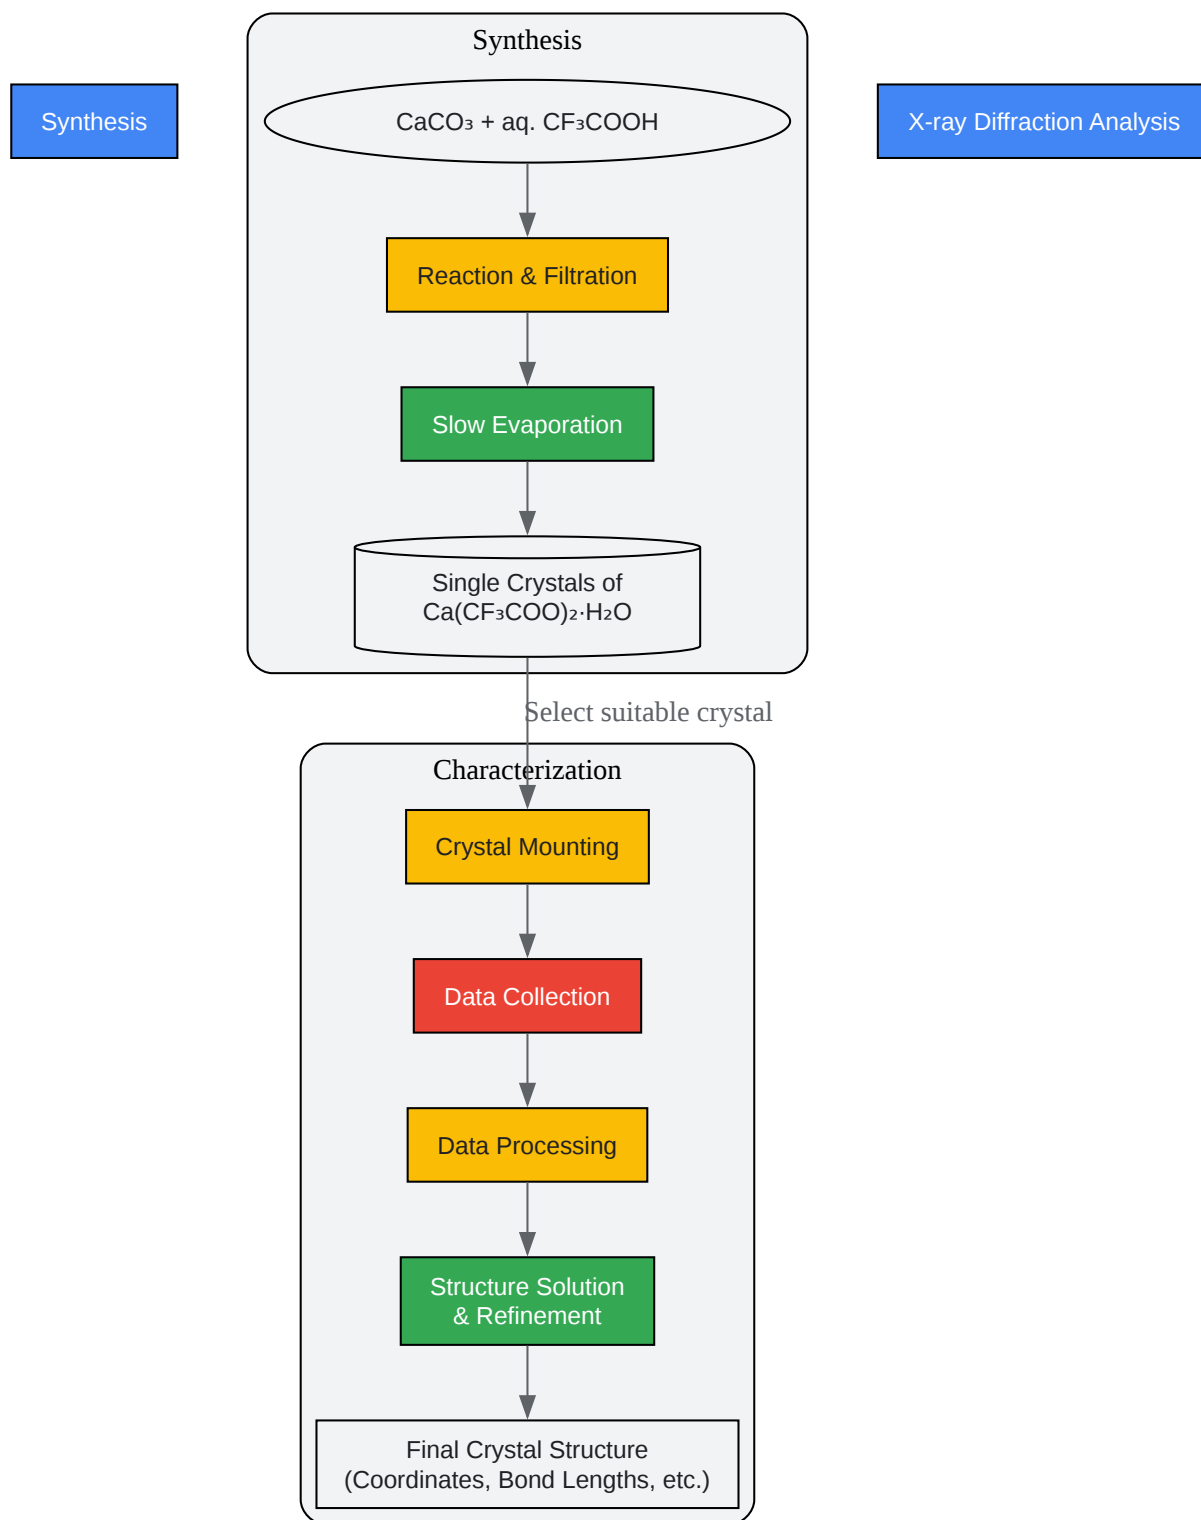 Synthesis
Synthesis
CaCO₃ + aq. CF₃COOH
X-ray Diffraction Analysis
Reaction & Filtration
Slow Evaporation
Single Crystals of
Ca(CF₃COO)₂·H₂O
Select suitable crystal
Characterization
Crystal Mounting
Data Collection
Data Processing
Structure Solution
& Refinement
Final Crystal Structure
(Coordinates, Bond Lengths, etc.)